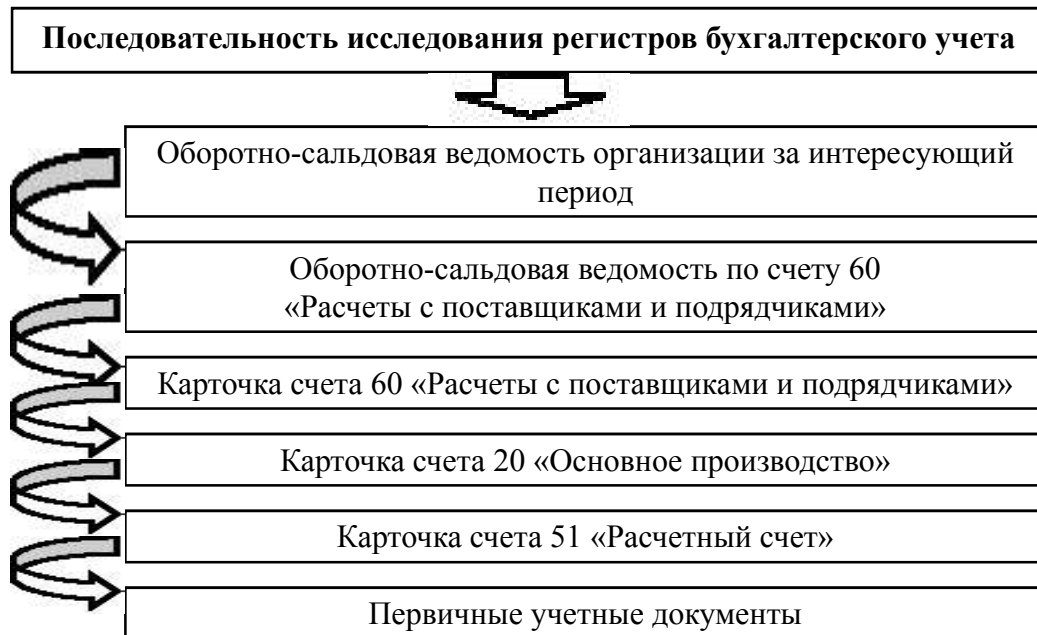 Последовательность исследования регистров бухгалтерского учета
Оборотно-сальдовая ведомость организации за интересующий
период
Оборотно-сальдовая ведомость по счету 60
«Расчеты с поставщиками и подрядчиками»
Карточка счета 60 «Расчеты с поставщиками и подрядчиками»
Карточка счета 20 «Основное производство»
Карточка счета 51 «Расчетный счет»
Первичные учетные документы